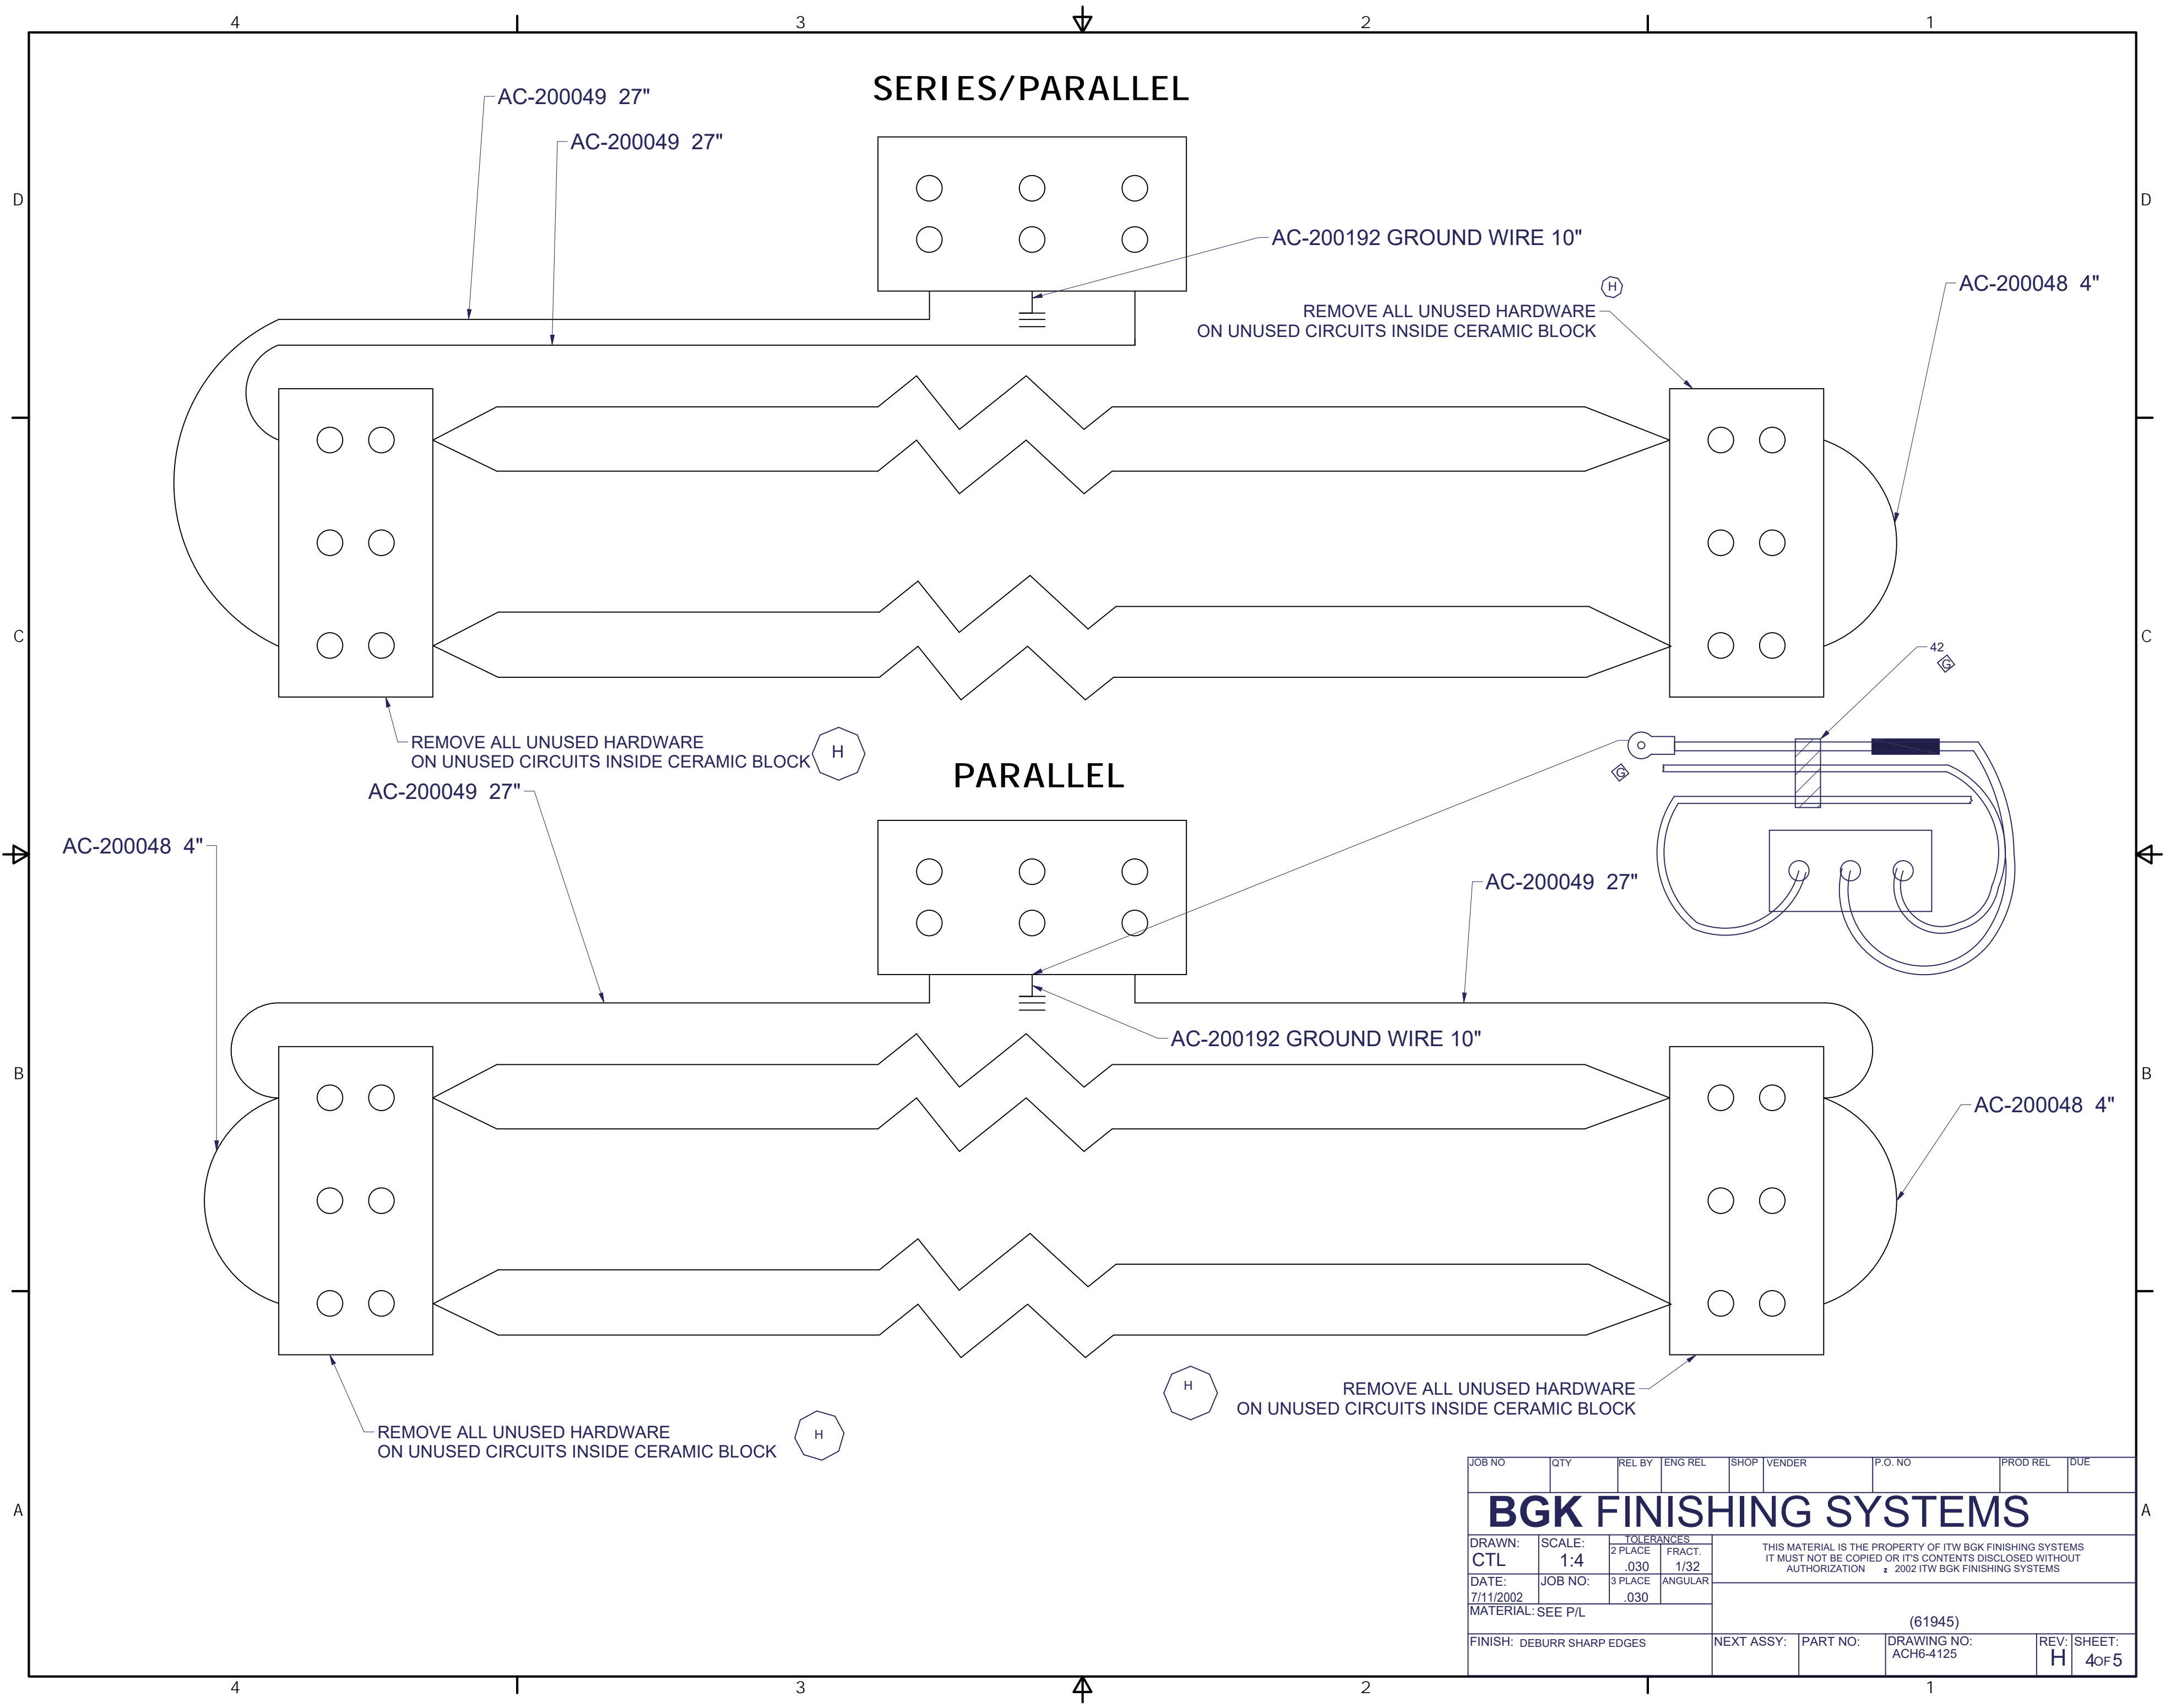 4 3 2 1
SERIES/PARALLEL
AC-200049 27"
AC-200049 27"
D
D
AC-200192 GROUND WIRE 10"
H
AC-200048 4"
REMOVE ALL UNUSED HARDWARE
ON UNUSED CIRCUITS INSIDE CERAMIC BLOCK
C
C
42
G
REMOVE ALL UNUSED HARDWARE
ON UNUSED CIRCUITS INSIDE CERAMIC BLOCK
H
G
PARALLEL
AC-200049 27"
AC-200048 4"
AC-200049 27"
AC-200192 GROUND WIRE 10"
B
B
AC-200048 4"
H
REMOVE ALL UNUSED HARDWARE
ON UNUSED CIRCUITS INSIDE CERAMIC BLOCK
REMOVE ALL UNUSED HARDWARE
ON UNUSED CIRCUITS INSIDE CERAMIC BLOCK
H
JOB NO QTY REL BY ENG REL SHOP VENDER P.O. NO PROD REL DUE
A
A
BGK FINISHING SYSTEMS
DRAWN:
CTL
SCALE:
1:4
TOLERANCES
2 PLACE
.030
FRACT.
1/32
THIS MATERIAL IS THE PROPERTY OF ITW BGK FINISHING SYSTEMS
IT MUST NOT BE COPIED OR IT'S CONTENTS DISCLOSED WITHOUT
AUTHORIZATION z 2002 ITW BGK FINISHING SYSTEMS
DATE:
7/11/2002
JOB NO:
3 PLACE
.030
ANGULAR
MATERIAL: SEE P/L
(61945)
FINISH: DEBURR SHARP EDGES
NEXT ASSY:
PART NO:
DRAWING NO:
ACH6-4125
REV:
H
SHEET:
4OF5
4 3 2 1